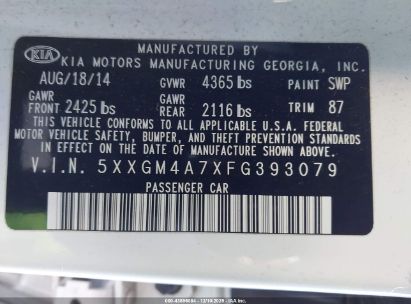 KIA
MANUFACTURED BY
KIA MOTORS MANUFACTURING GEORGIA, INC.
AUG/18/14 GVWR 4365 lbs PAINT SWP
GAWR FRONT 2425 lbs GAWR REAR 2116 lbs TRIM 87
THIS VEHICLE CONFORMS TO ALL APPLICABLE U.S. FEDERAL
MOTOR VEHICLE SAFETY, BUMPER, AND THEFT PREVENTION STANDARDS
IN EFFECT ON THE DATE OF MANUFACTURE SHOWN ABOVE.
V.I.N. 5XXGM4A7XFG393079
PASSENGER CAR